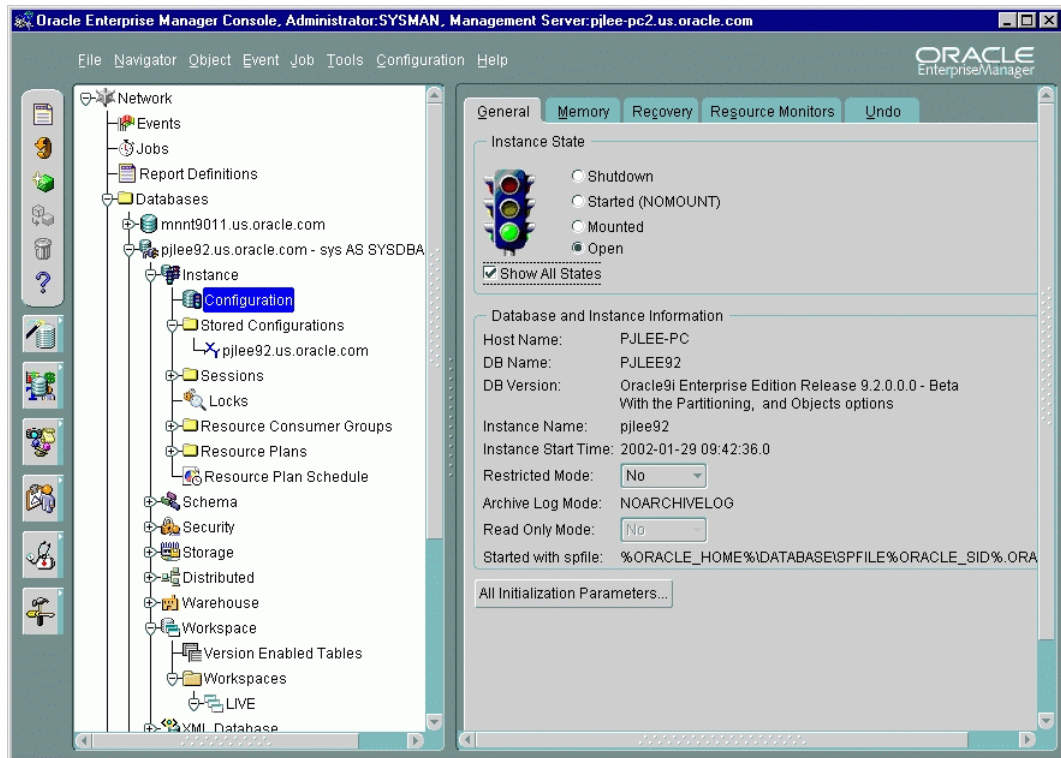 Oracle Enterprise Manager Console, Administrator:SYSMAN, Management Server:pjlee-pc2.us.oracle.com
File Navigator Object Event Job Tools Configuration Help
ORACLE
EnterpriseManager
Network
Events
Jobs
Report Definitions
Databases
mnnt9011.us.oracle.com
pjlee92.us.oracle.com - sys AS SYSDBA
Instance
Configuration
Stored Configurations
pjlee92.us.oracle.com
Sessions
Locks
Resource Consumer Groups
Resource Plans
Resource Plan Schedule
Schema
Security
Storage
Distributed
Warehouse
Workspace
Version Enabled Tables
Workspaces
LIVE
XML Database
General Memory Recovery Resource Monitors Undo
Instance State
Shutdown
Started (NOMOUNT)
Mounted
Open
Show All States
Database and Instance Information
Host Name: PJLEE-PC
DB Name: PJLEE92
DB Version: Oracle9i Enterprise Edition Release 9.2.0.0.0 - Beta
With the Partitioning, and Objects options
Instance Name: pjlee92
Instance Start Time: 2002-01-29 09:42:36.0
Restricted Mode: No
Archive Log Mode: NOARCHIVELOG
Read Only Mode: No
Started with spfile: %ORACLE_HOME%\DATABASE\SPFILE%ORACLE_SID%.ORA
All Initialization Parameters...